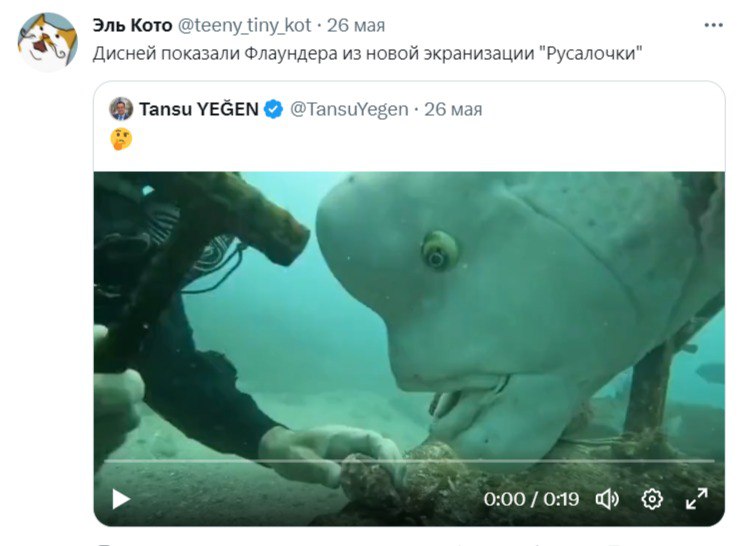 Эль Кото @teeny_tiny_kot · 26 мая
Дисней показали Флаундера из новой экранизации "Русалочки"
Tansu YEĞEN @TansuYegen · 26 мая
0:00 / 0:19